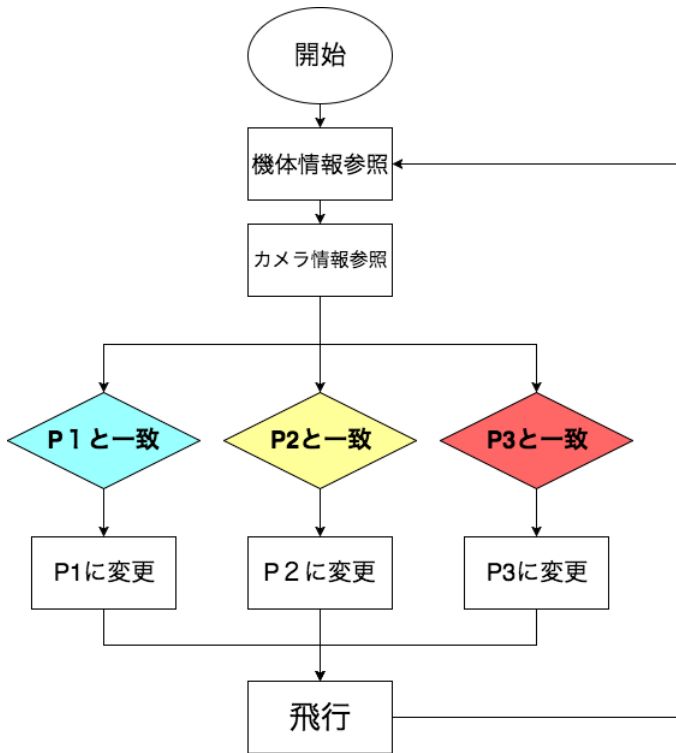 開始
機体情報参照
カメラ情報参照
P１と一致
P2と一致
P3と一致
P1に変更
P２に変更
P3に変更
飛行